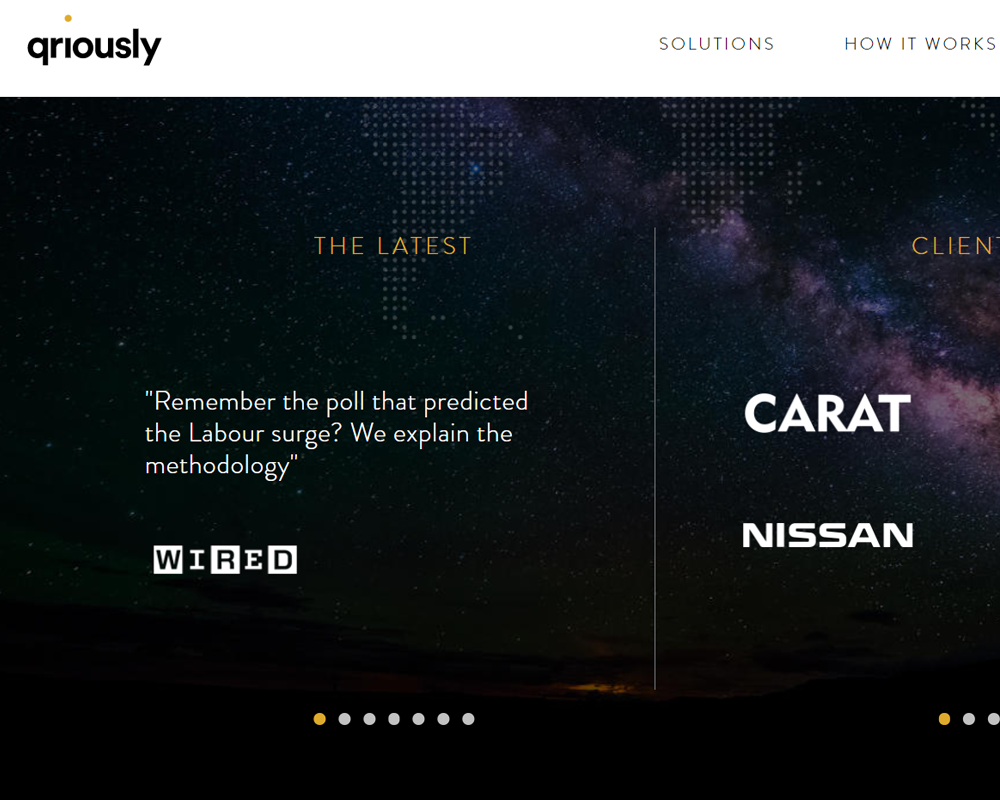 qriously
SOLUTIONS
HOW IT WORKS
THE LATEST
CLIENT
"Remember the poll that predicted
the Labour surge? We explain the
methodology"
WIRED
CARAT
NISSAN